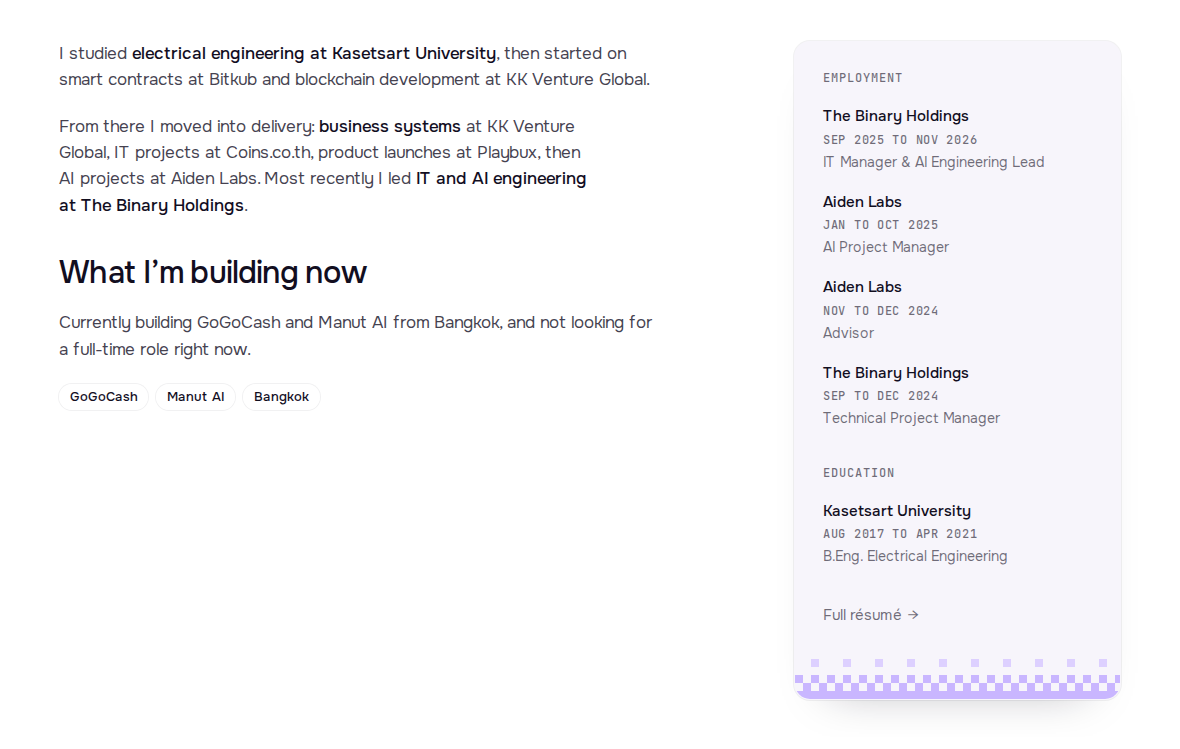 I studied electrical engineering at Kasetsart University, then started on
smart contracts at Bitkub and blockchain development at KK Venture Global.
From there I moved into delivery: business systems at KK Venture
Global, IT projects at Coins.co.th, product launches at Playbux, then
AI projects at Aiden Labs. Most recently I led IT and AI engineering
at The Binary Holdings.
What I’m building now
Currently building GoGoCash and Manut AI from Bangkok, and not looking for
a full-time role right now.
GoGoCash
Manut AI
Bangkok
EMPLOYMENT
The Binary Holdings
SEP 2025 TO NOV 2026
IT Manager & AI Engineering Lead
Aiden Labs
JAN TO OCT 2025
AI Project Manager
Aiden Labs
NOV TO DEC 2024
Advisor
The Binary Holdings
SEP TO DEC 2024
Technical Project Manager
EDUCATION
Kasetsart University
AUG 2017 TO APR 2021
B.Eng. Electrical Engineering
Full résumé →